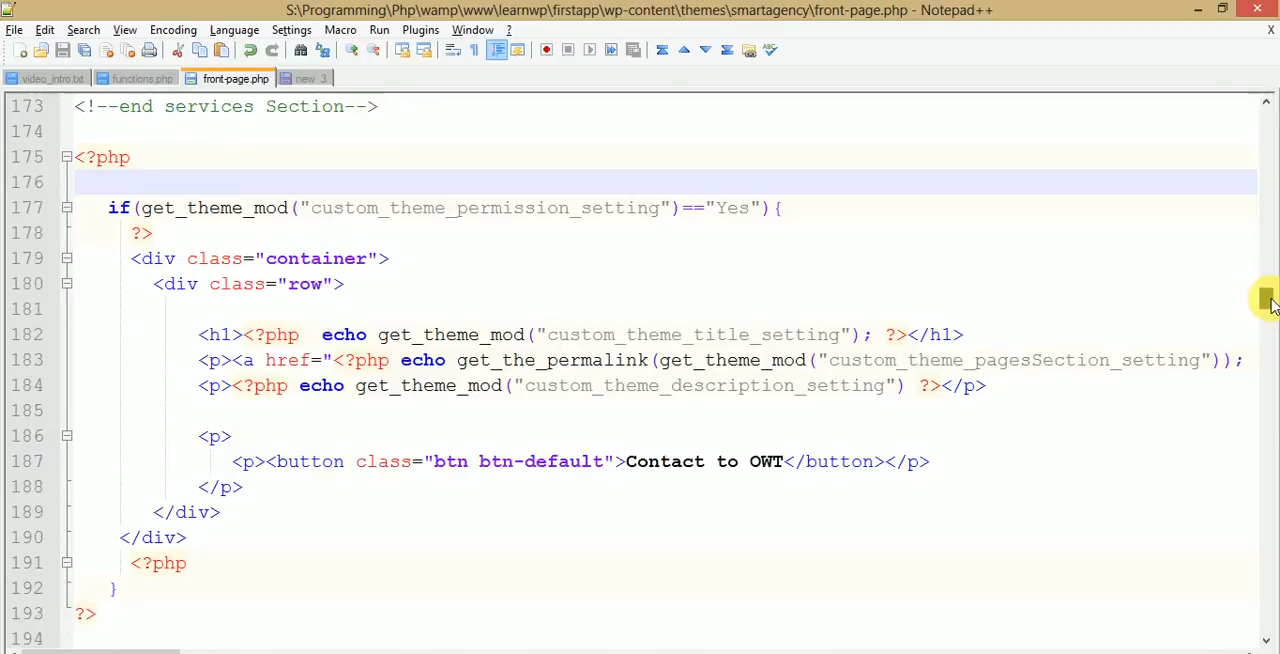 S:\Programming\Php\wamp\www\learnwp\firstapp\wp-content\themes\smartagency\front-page.php - Notepad++
File Edit Search View Encoding Language Settings Macro Run Plugins Window ? X
video_intro.txt functions.php front-page.php new 3
173 <!--end services Section-->
174
175 <?php
176
177 if(get_theme_mod("custom_theme_permission_setting")=="Yes"){
178 ?>
179 <div class="container">
180 <div class="row">
181
182 <h1><?php  echo get_theme_mod("custom_theme_title_setting"); ?></h1>
183 <p><a href="<?php echo get_the_permalink(get_theme_mod("custom_theme_pagesSection_setting"));
184 <p><?php echo get_theme_mod("custom_theme_description_setting") ?></p>
185
186 <p>
187 <p><button class="btn btn-default">Contact to OWT</button></p>
188 </p>
189 </div>
190 </div>
191 <?php
192 }
193 ?>
194